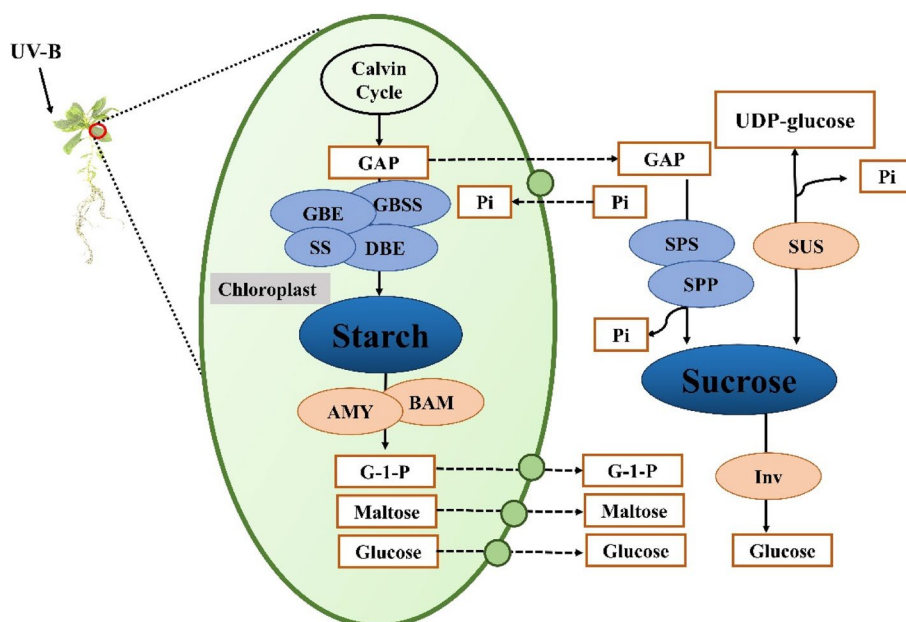 UV-B
Calvin
Cycle
GAP
GAP
UDP-glucose
Pi
Pi
Pi
GBE
GBSS
SS
DBE
SPS
SPP
SUS
Chloroplast
Pi
Starch
Sucrose
AMY
BAM
G-1-P
G-1-P
Inv
Maltose
Maltose
Glucose
Glucose
Glucose